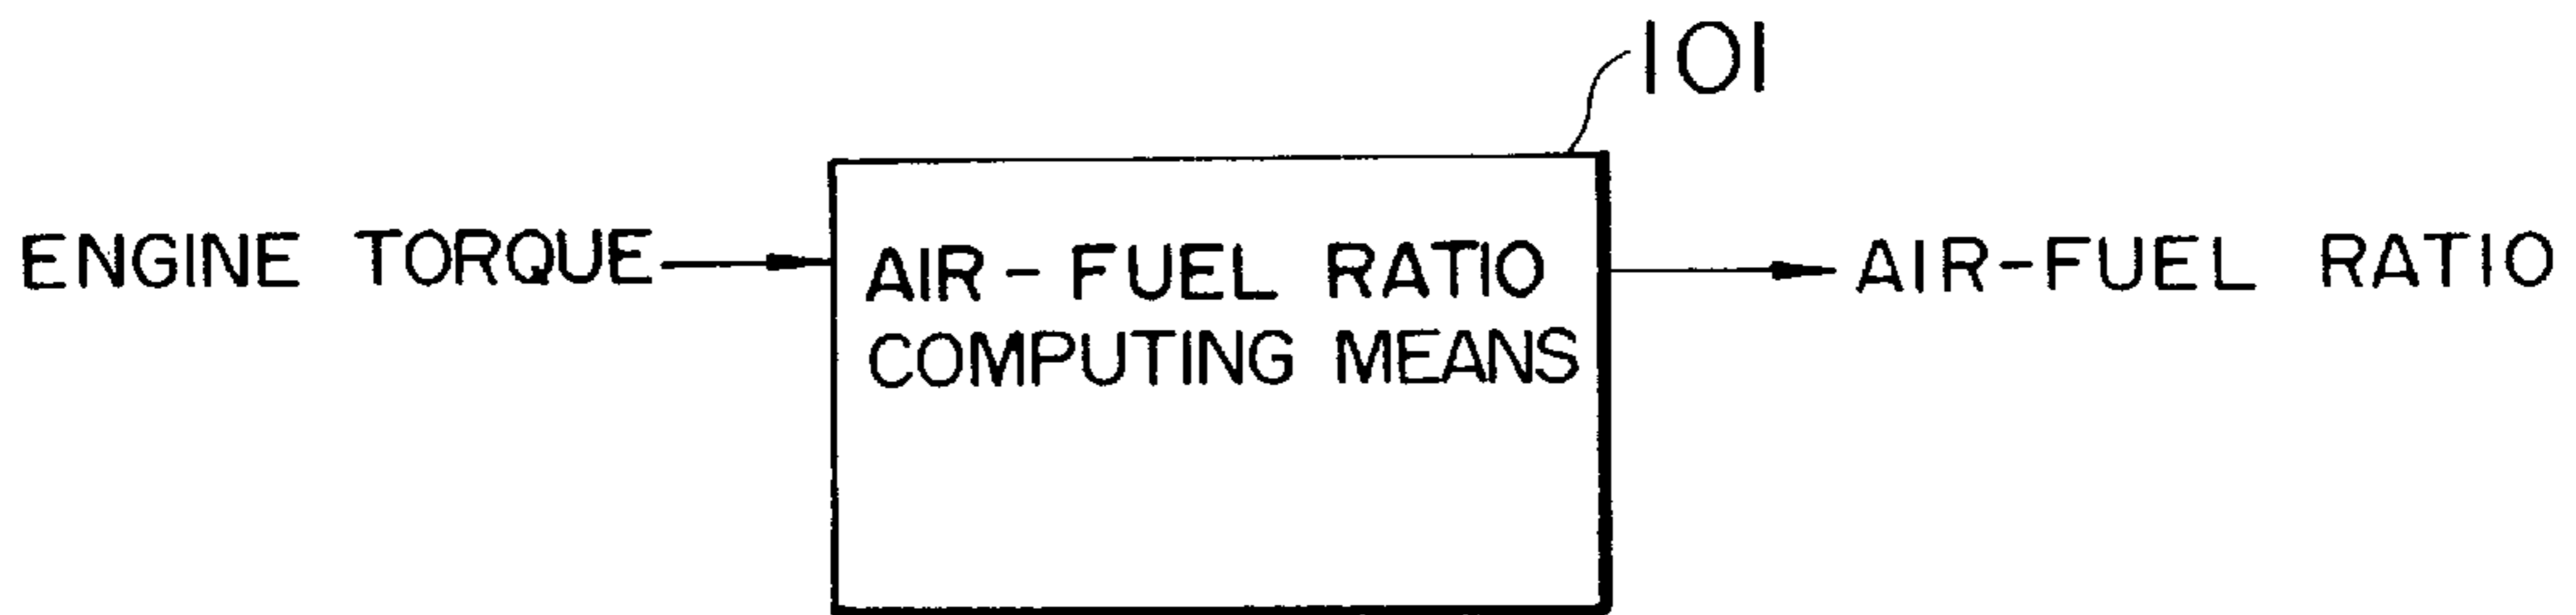 101
ENGINE TORQUE
AIR-FUEL RATIO
COMPUTING MEANS
AIR-FUEL RATIO